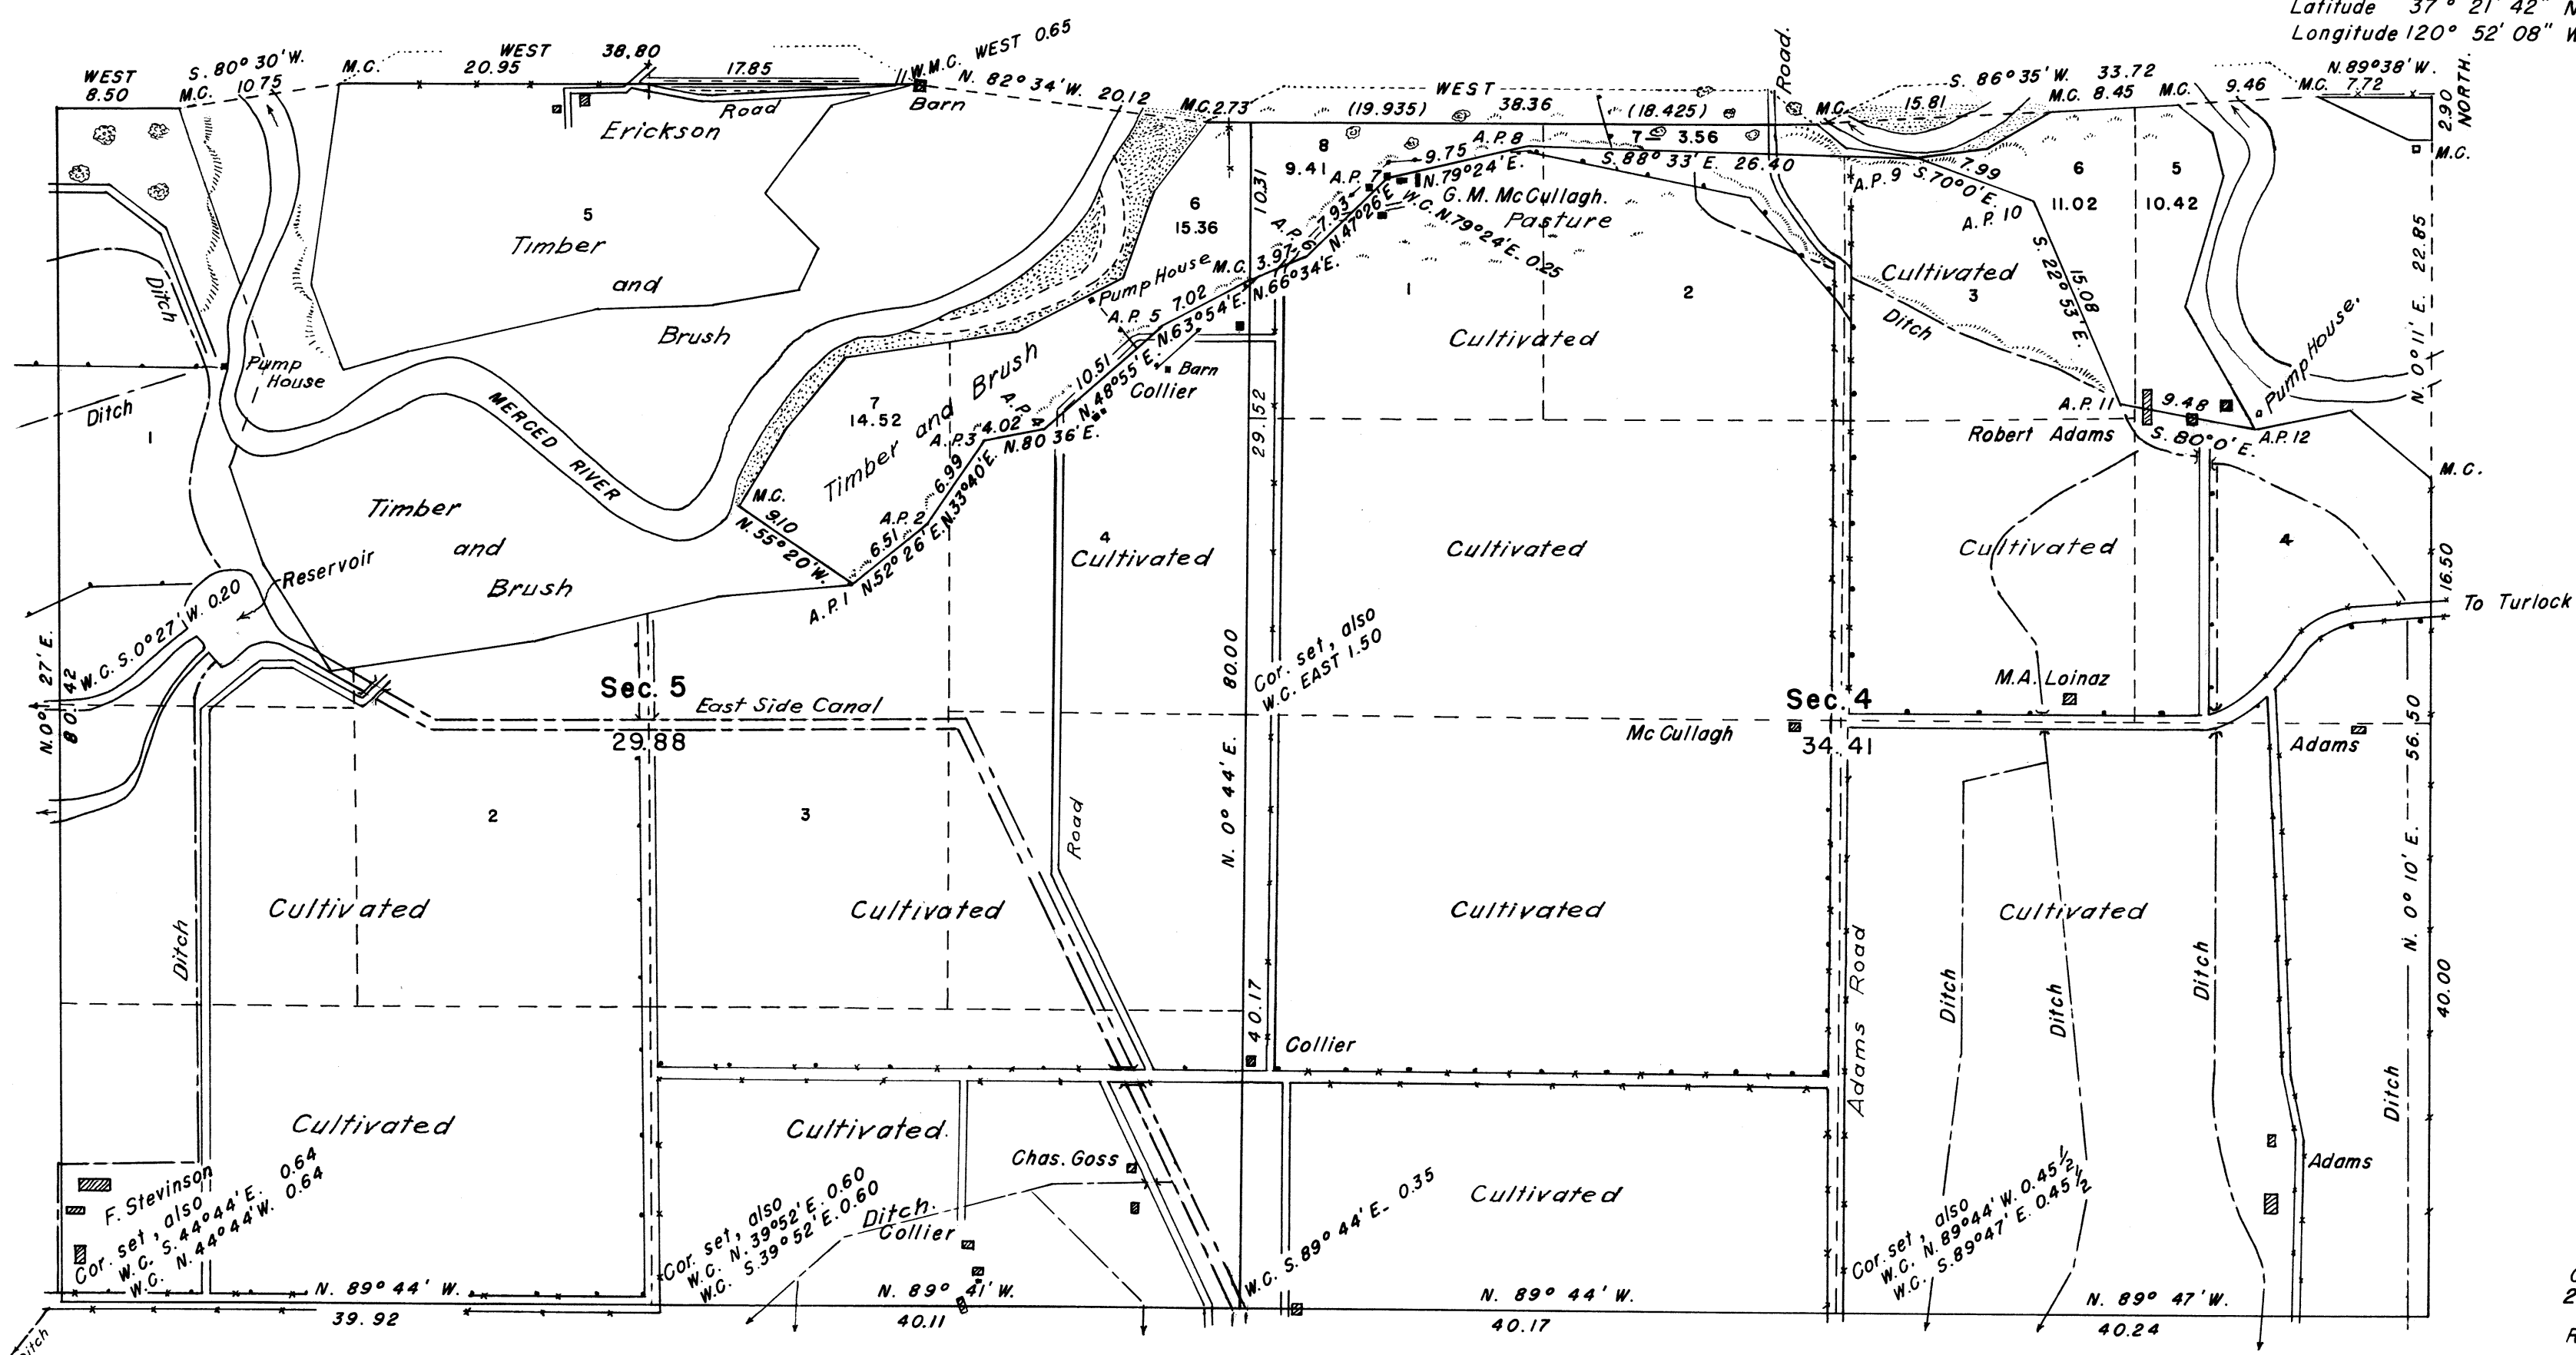 Latitude 37° 21' 42" N
Longitude 120° 52' 08" W
WEST
8.50
S. 80° 30' W.
M.C. 10.75
M.C.
WEST 38.80
20.95
17.85
W.M.C. WEST 0.65
N. 82° 34' W. 20.12
M.C. 2.73
WEST
(19.935) 38.36 (18.425)
Road.
M.C.
S. 86° 35' W. 33.72
15.81
M.C. 8.45
M.C.
9.46
N. 89° 38' W.
M.C. 7.72
2.90
NORTH.
M.C.
Road
Barn
Erickson
5
Timber
and
Brush
Ditch
Pump
House
Ditch
1
MERCED RIVER
6
15.36
10.31
8
9.41
A.P. 7
9.75
A.P. 8
N. 79° 24' E.
7 3.56
S. 88° 33' E. 26.40
G. M. McCullagh.
Pasture
W.C. N. 79° 24' E. 0.25
7.93
N. 47° 26' E.
A.P. 6
M.C. 3.97
N. 66° 34' E.
Pump House
A.P. 5
7.02
N. 63° 54' E.
Barn
Collier
10.51
N. 48° 55' E.
A.P. 4
4.02
N. 80 36' E.
A.P. 3
6.99
N. 33° 40' E.
A.P. 2
6.51
N. 52° 26' E.
A.P. 1
M.C.
9.10
N. 55° 20' W.
7
14.52
Timber and Brush
1
Cultivated
2
A.P. 9
7.99
S. 70° 0' E.
A.P. 10
6
11.02
5
10.42
Cultivated
3
15.08
S. 22° 53' E.
Ditch
N. 0° 11' E. 22.85
Pump House.
A.P. 11
9.48
S. 80° 0' E.
A.P. 12
Robert Adams
M.C.
29.52
Timber
and
Brush
Reservoir
W.C. S. 0° 27' W. 0.20
N. 0° 27' E.
80.42
4
Cultivated
Cultivated
Cultivated
4
16.50
To Turlock
N. 0° 44' E. 80.00
Cor. set, also
W.C. EAST 1.50
M.A. Loinaz
Sec. 5
29.88
East Side Canal
Sec. 4
34.41
Mc Cullagh
Adams
2
3
Road
Cultivated
Cultivated
Cultivated
Cultivated
Ditch
Adams Road
Ditch
Ditch
Ditch
N. 0° 10' E. 56.50
40.00
Ditch
40.17
Collier
Cultivated
Cultivated.
Cultivated
Chas. Goss
Adams
F. Stevinson
Cor. set, also
W.C. S. 44° 44' E. 0.64
W.C. N. 44° 44' W. 0.64
Cor. set, also
W.C. N. 39° 52' E. 0.60
W.C. S. 39° 52' E. 0.60
Ditch.
Collier
W.C. S. 89° 44' E- 0.35
Cor. set, also
W.C. N. 89° 44' W. 0.45 1/2
W.C. S. 89° 47' E. 0.45 1/2
N. 89° 44' W.
39.92
N. 89° 41' W.
40.11
N. 89° 44' W.
40.17
N. 89° 47' W.
40.24